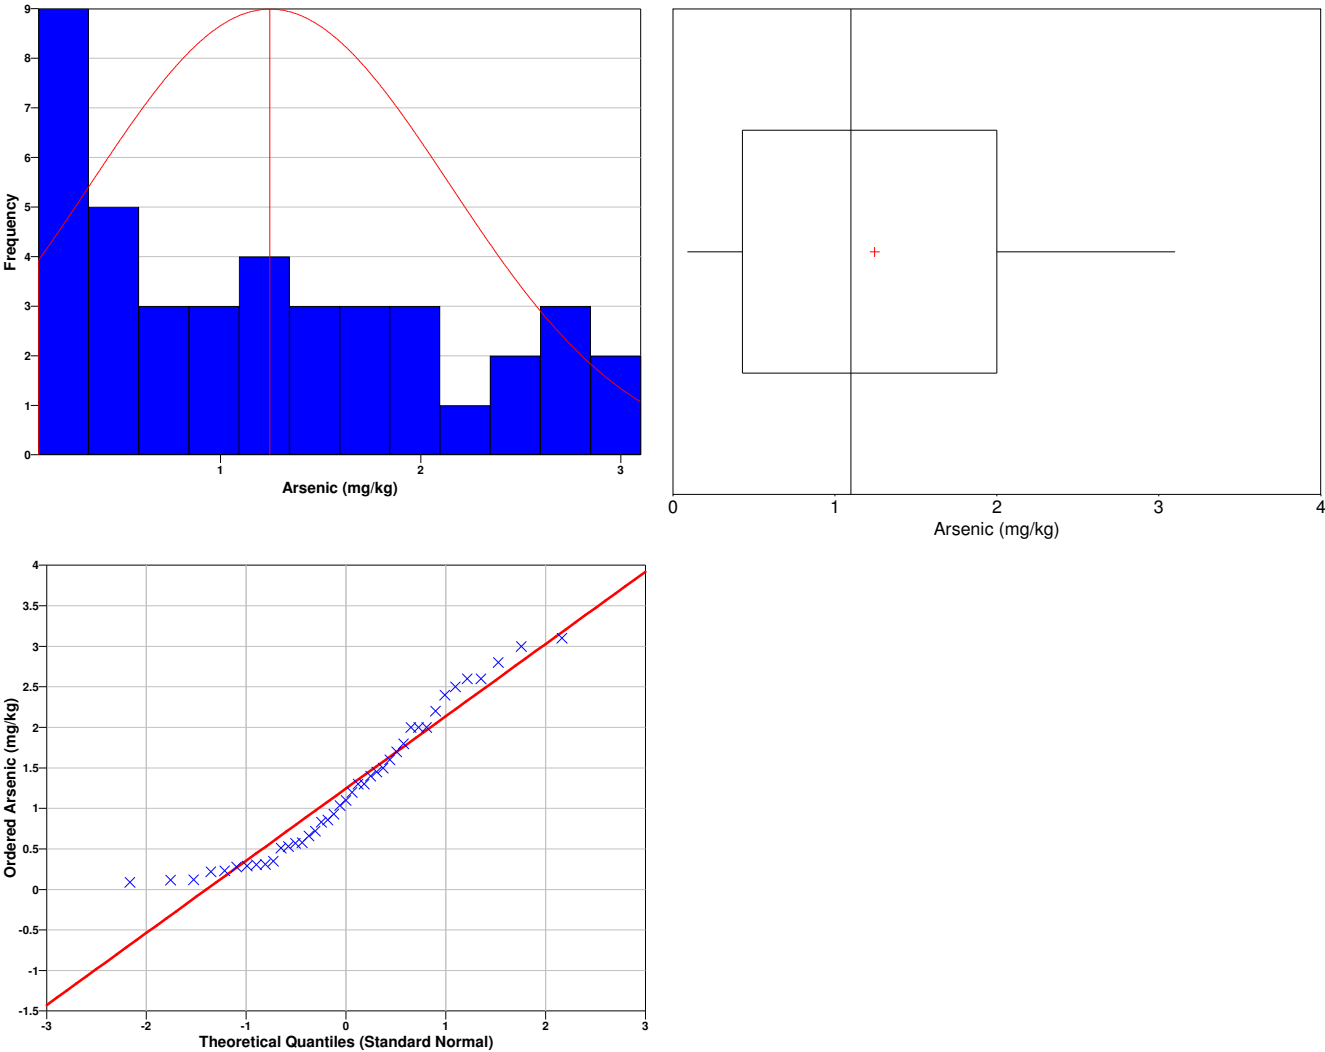 9
8
7
6
5
4
3
2
1
0
Frequency
1 2 3
Arsenic (mg/kg)
0 1 2 3 4
Arsenic (mg/kg)
4
3.5
3
2.5
2
1.5
1
0.5
0
-0.5
-1
-1.5
Ordered Arsenic (mg/kg)
-3 -2 -1 0 1 2 3
Theoretical Quantiles (Standard Normal)